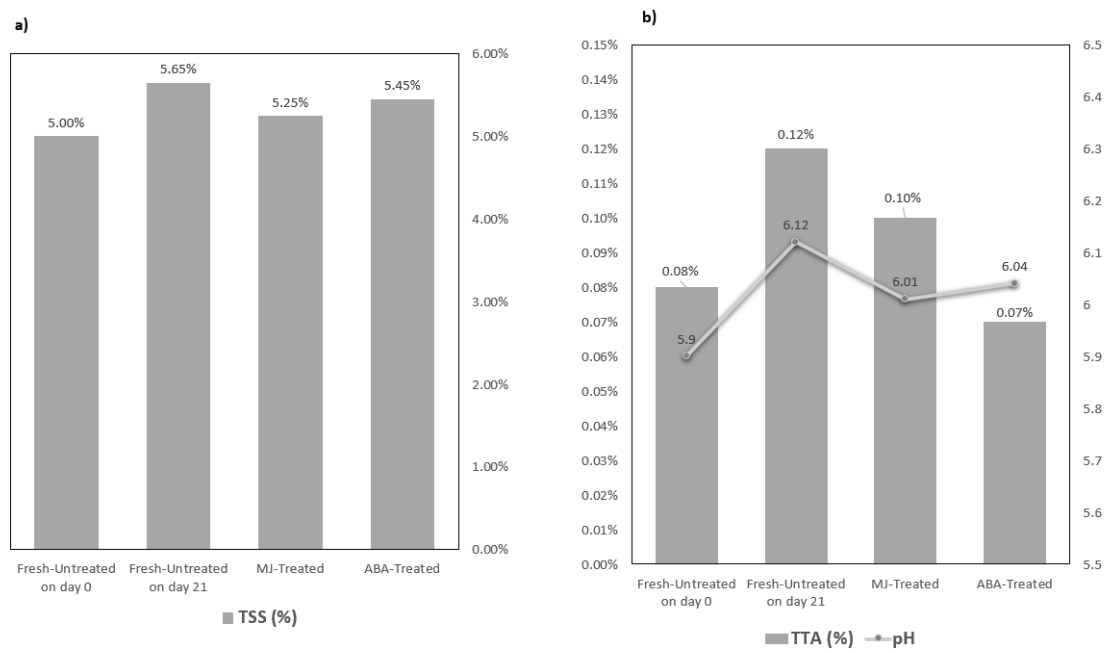 a)
6.00%
5.00%
4.00%
3.00%
2.00%
1.00%
0.00%
5.00%
5.65%
5.25%
5.45%
Fresh-Untreated
on day 0
Fresh-Untreated
on day 21
MJ-Treated
ABA-Treated
TSS (%)
b)
0.15%
0.14%
0.13%
0.12%
0.11%
0.10%
0.09%
0.08%
0.07%
0.06%
0.05%
0.04%
0.03%
0.02%
0.01%
0.00%
0.08%
0.12%
0.10%
0.07%
5.9
6.12
6.01
6.04
6.5
6.4
6.3
6.2
6.1
6
5.9
5.8
5.7
5.6
5.5
Fresh-Untreated
on day 0
Fresh-Untreated
on day 21
MJ-Treated
ABA-Treated
TTA (%)
pH